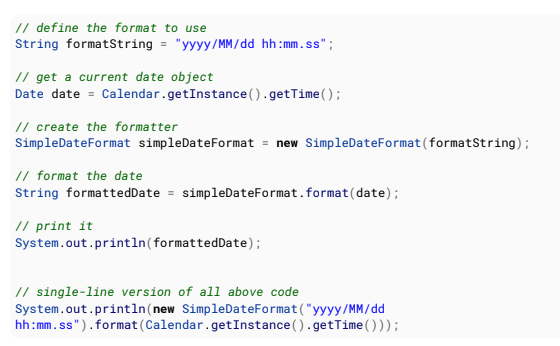 // define the format to use
String formatString = "yyyy/MM/dd hh:mm.ss";
// get a current date object
Date date = Calendar.getInstance().getTime();
// create the formatter
SimpleDateFormat simpleDateFormat = new SimpleDateFormat(formatString);
// format the date
String formattedDate = simpleDateFormat.format(date);
// print it
System.out.println(formattedDate);
// single-line version of all above code
System.out.println(new SimpleDateFormat("yyyy/MM/dd
hh:mm.ss").format(Calendar.getInstance().getTime()));